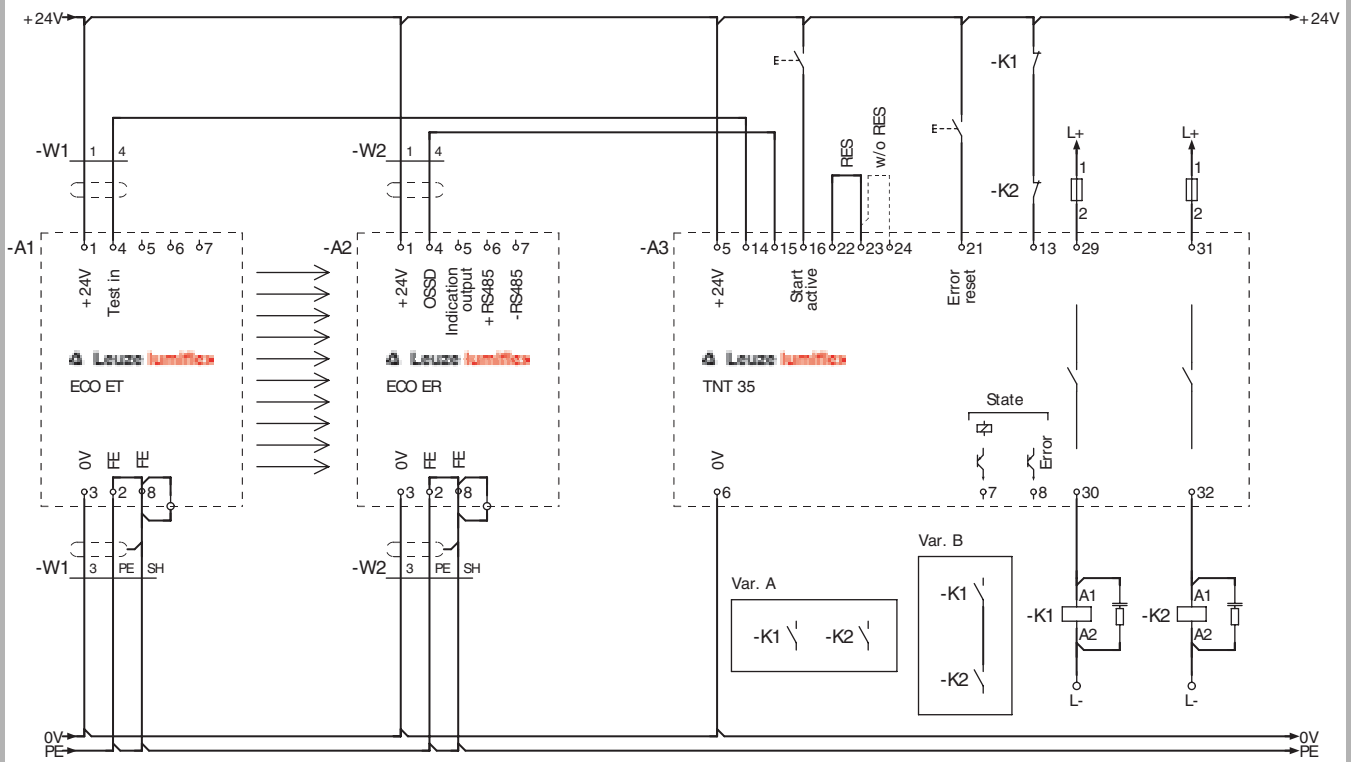 +24V
+24V
-K1
E
L+
L+
-W1 1 4
-W2 1 4
RES
w/o RES
E
-K2
1
2
1
2
-A1
1 4 5 6 7
-A2
1 4 5 6 7
-A3
5 14 15 16 22 23 24 21 13 29 31
+24V
Test in
+24V
OSSD
Indication
output
+RS485
-RS485
+24V
Start
active
Error
reset
Leuze lumiflex
ECO ET
Leuze lumiflex
ECO ER
Leuze lumiflex
TNT 35
State
Error
0V
FE
FE
0V
FE
FE
0V
3 2 8
3 2 8
6
7 8 30 32
-W1 3 PE SH
-W2 3 PE SH
Var. A
-K1 -K2
Var. B
-K1
-K2
-K1 A1
A2
-K2 A1
A2
L-
L-
0V
PE
0V
PE